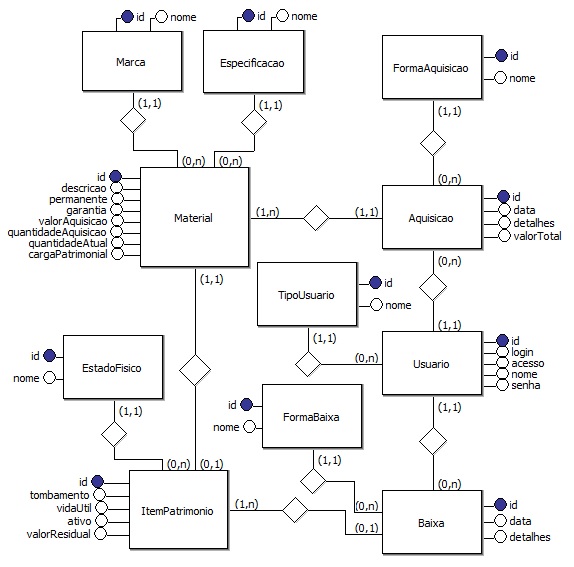 id nome id nome
Marca Especificacao
id
FormaAquisicao
nome
(1,1) (1,1) (1,1)
(0,n) (0,n) (0,n)
id
descricao
permanente
garantia
valorAquisicao
quantidadeAquisicao
quantidadeAtual
cargaPatrimonial
Material
(1,n) (1,1)
Aquisicao
id
data
detalhes
valorTotal
(1,1) (0,n)
TipoUsuario
id
nome
(1,1) (1,1)
(0,n)
Usuario
id
login
acesso
nome
senha
id
nome
EstadoFisico
(1,1)
id
nome
FormaBaixa
(1,1)
(1,1)
(0,n) (0,1) (0,n)
id
tombamento
vidaUtil
ativo
valorResidual
ItemPatrimonio
(1,n) (0,n)
(0,1)
Baixa
id
data
detalhes